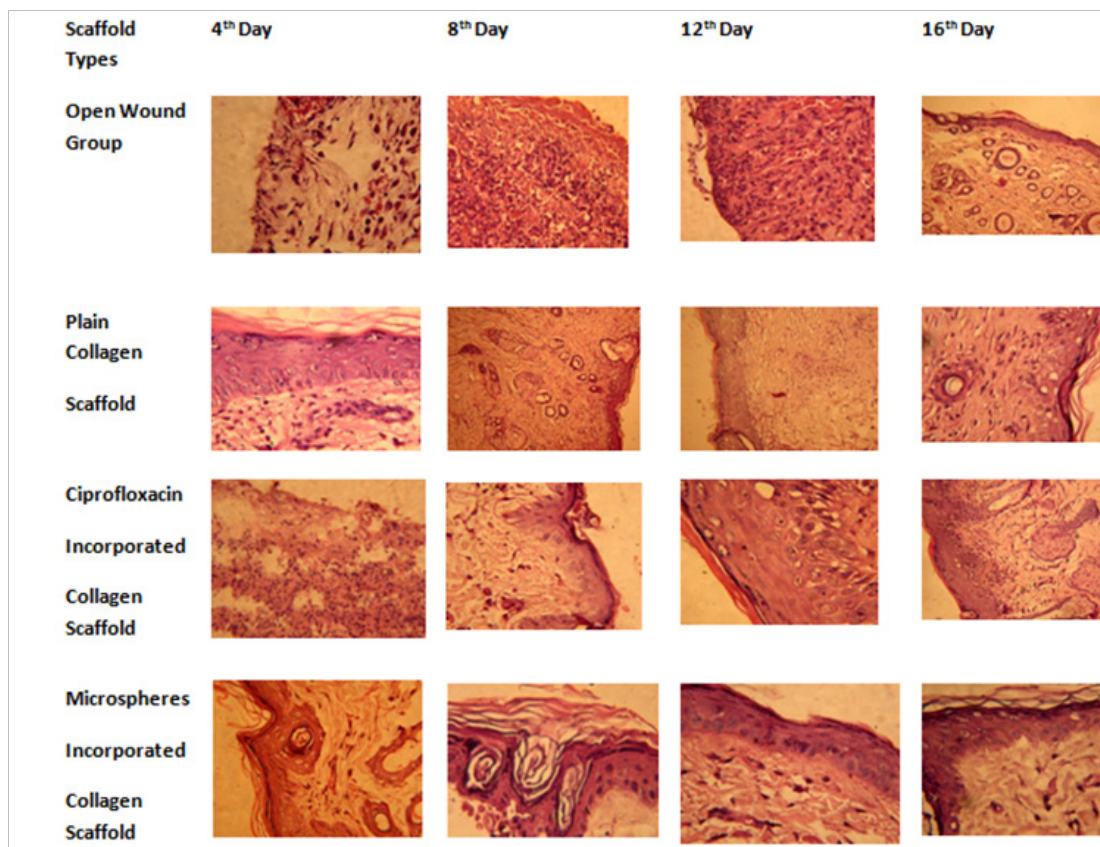 Scaffold Types
4th Day
8th Day
12th Day
16th Day
Open Wound
Group
Plain
Collagen
Scaffold
Ciprofloxacin
Incorporated
Collagen
Scaffold
Microspheres
Incorporated
Collagen
Scaffold